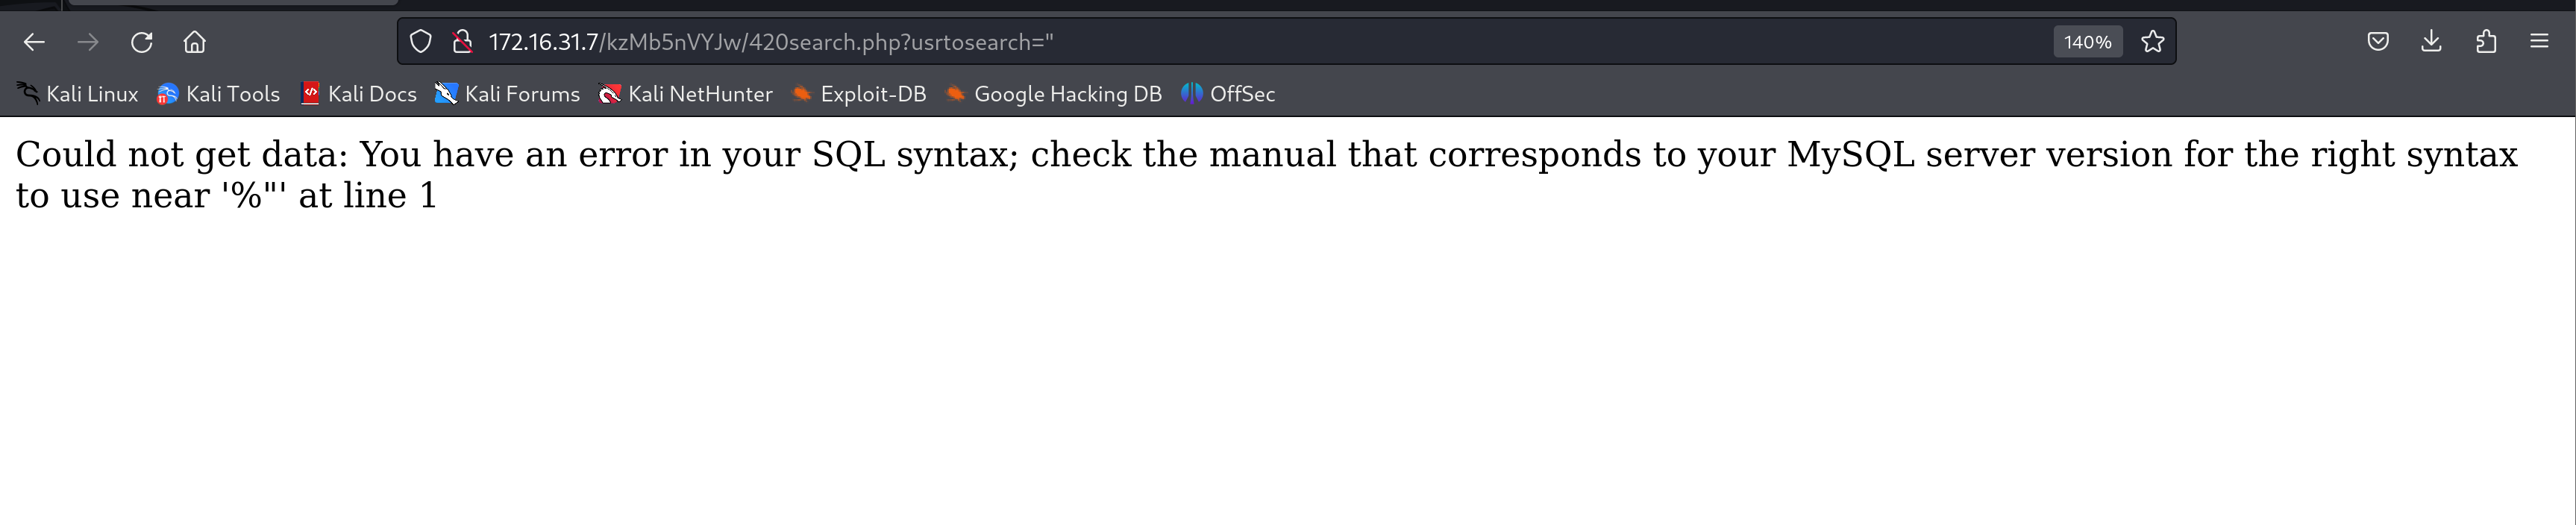 172.16.31.7/kzMb5nVYJw/420search.php?usrtosearch="
140%
Kali Linux
Kali Tools
Kali Docs
Kali Forums
Kali NetHunter
Exploit-DB
Google Hacking DB
OffSec
Could not get data: You have an error in your SQL syntax; check the manual that corresponds to your MySQL server version for the right syntax
to use near '%"' at line 1